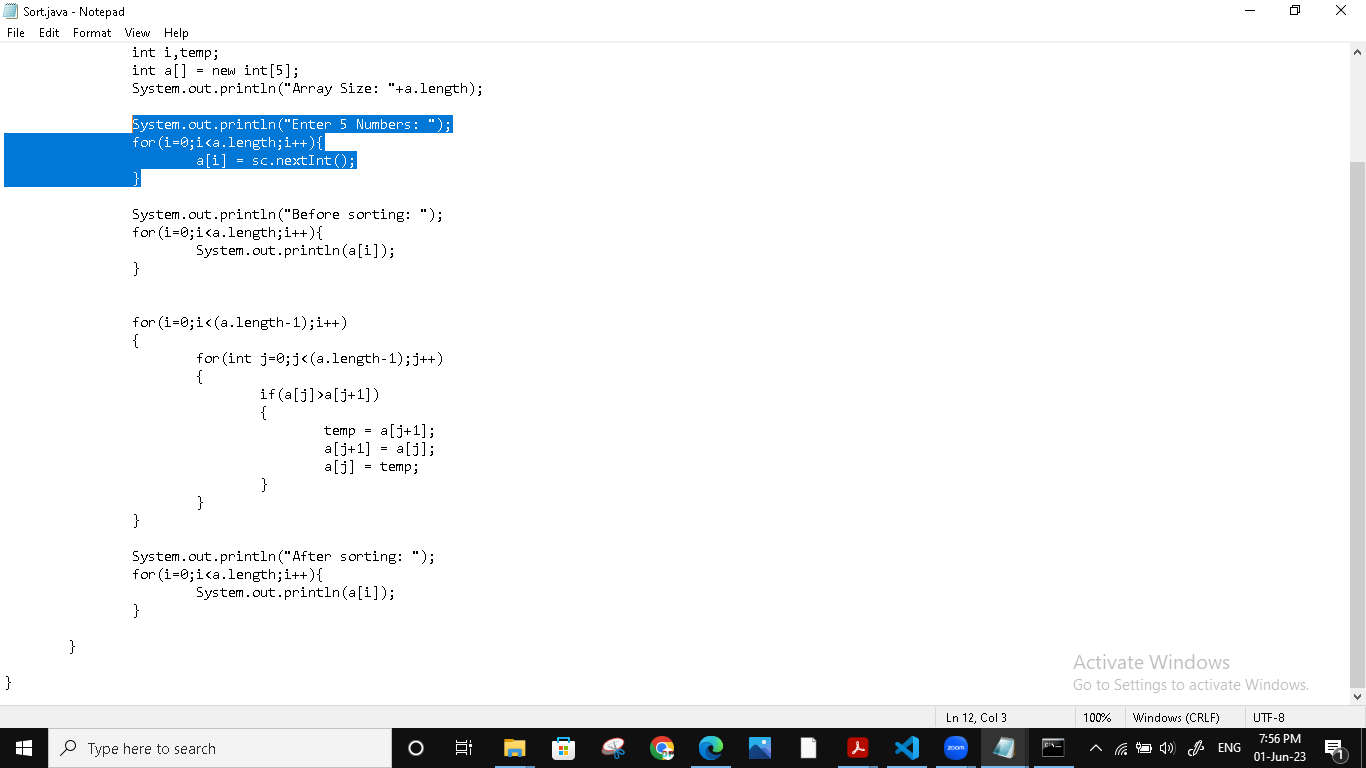 Sort.java - Notepad
File Edit Format View Help
int i,temp;
int a[] = new int[5];
System.out.println("Array Size: "+a.length);
System.out.println("Enter 5 Numbers: ");
for(i=0;i<a.length;i++){
a[i] = sc.nextInt();
}
System.out.println("Before sorting: ");
for(i=0;i<a.length;i++){
System.out.println(a[i]);
}
for(i=0;i<(a.length-1);i++)
{
for(int j=0;j<(a.length-1);j++)
{
if(a[j]>a[j+1])
{
temp = a[j+1];
a[j+1] = a[j];
a[j] = temp;
}
}
}
System.out.println("After sorting: ");
for(i=0;i<a.length;i++){
System.out.println(a[i]);
}
}
}
Activate Windows
Go to Settings to activate Windows.
Ln 12, Col 3 100% Windows (CRLF) UTF-8
Type here to search
zoom
ENG
7:56 PM
01-Jun-23
1